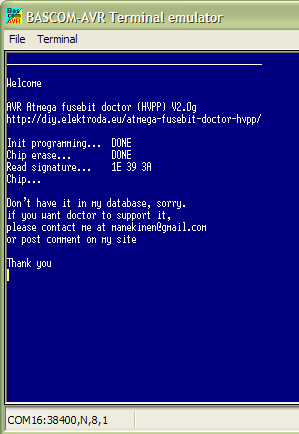 Bas
com
AVR
BASCOM-AVR Terminal emulator
File Terminal
Welcome
AVR Atmega fusebit doctor (HVPP) V2.0g
http://diy.elektroda.eu/atmega-fusebit-doctor-hvpp/
Init programming... DONE
Chip erase... DONE
Read signature... 1E 39 3A
Chip...
Don't have it in my database, sorry.
if you want doctor to support it,
please contact me at manekinen@gmail.com
or post comment on my site
Thank you
COM16:38400,N,8,1